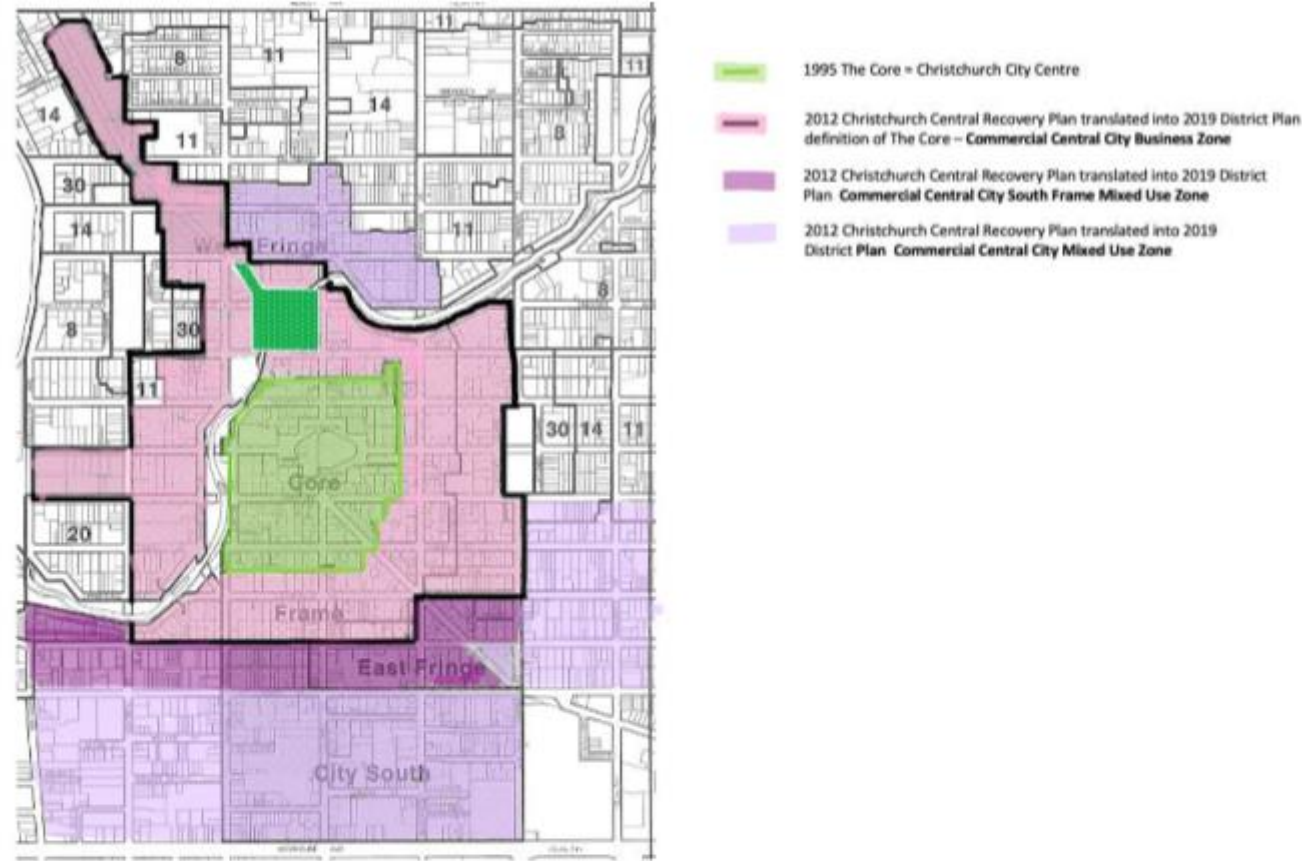 11
8
11
11
14
14
11
8
30
14
West Fringe
11
8
8
30
11
30 14 11
Core
20
Frame
East Fringe
City South
1995 The Core = Christchurch City Centre
2012 Christchurch Central Recovery Plan translated into 2019 District Plan
definition of The Core – Commercial Central City Business Zone
2012 Christchurch Central Recovery Plan translated into 2019 District
Plan Commercial Central City South Frame Mixed Use Zone
2012 Christchurch Central Recovery Plan translated into 2019
District Plan Commercial Central City Mixed Use Zone